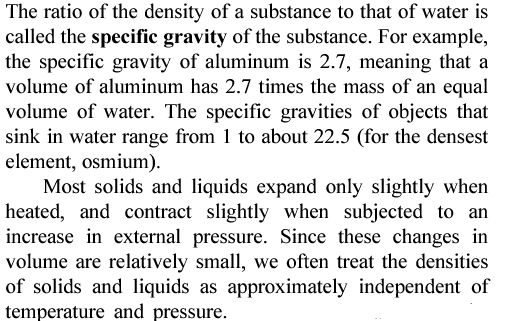 The ratio of the density of a substance to that of water is
called the specific gravity of the substance. For example,
the specific gravity of aluminum is 2.7, meaning that a
volume of aluminum has 2.7 times the mass of an equal
volume of water. The specific gravities of objects that
sink in water range from 1 to about 22.5 (for the densest
element, osmium).
Most solids and liquids expand only slightly when
heated, and contract slightly when subjected to an
increase in external pressure. Since these changes in
volume are relatively small, we often treat the densities
of solids and liquids as approximately independent of
temperature and pressure.